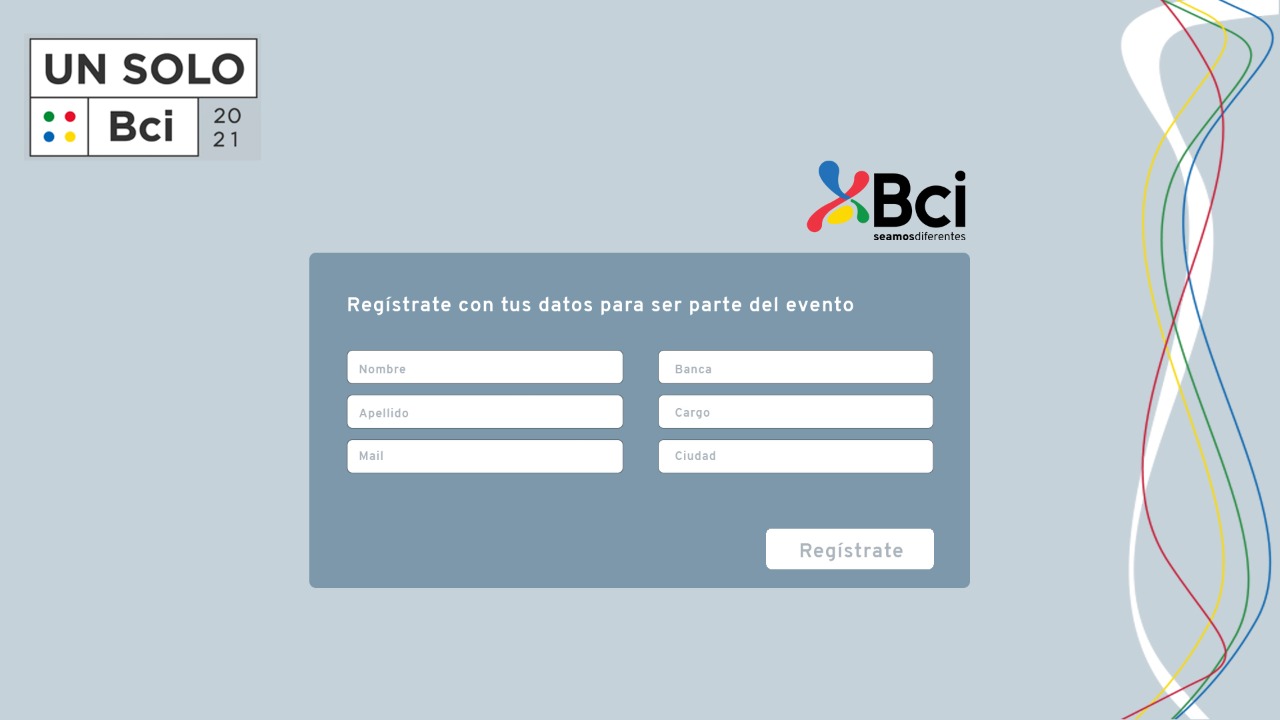 UN SOLO
Bci
20
21
Bci
seamosdiferentes
Regístrate con tus datos para ser parte del evento
Nombre
Banca
Apellido
Cargo
Mail
Ciudad
Regístrate